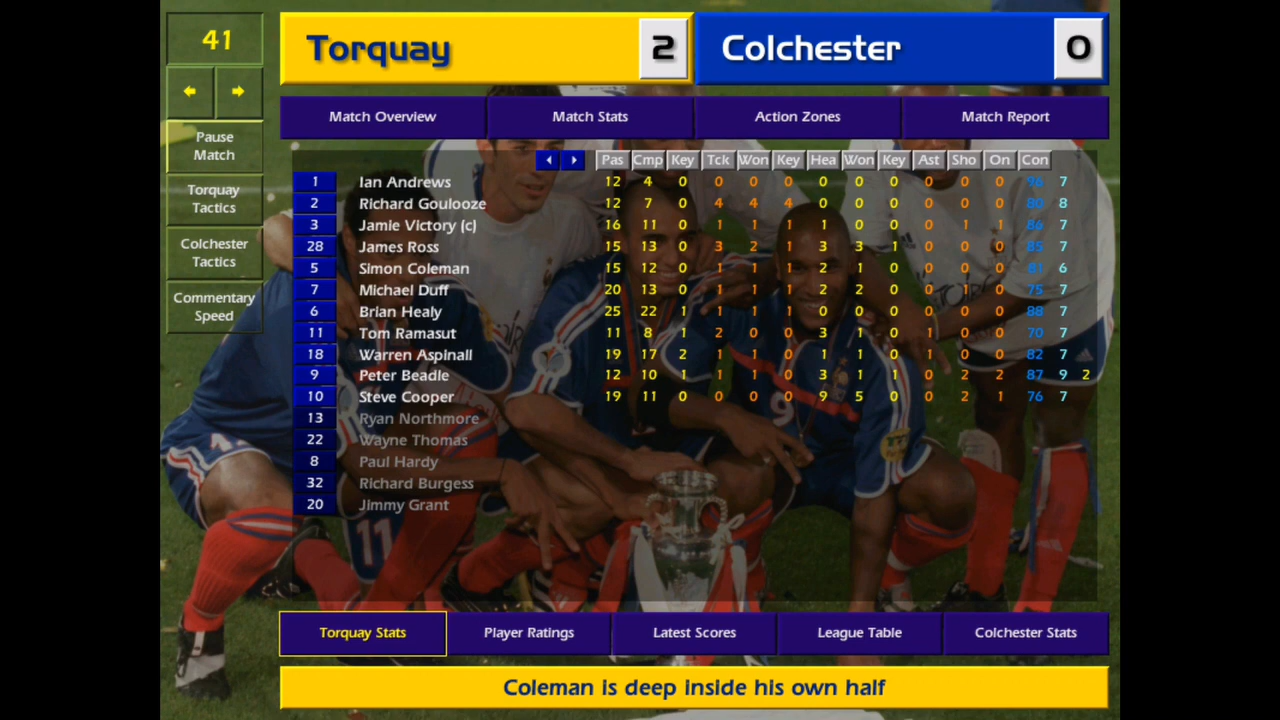 41
Torquay 2 Colchester 0
Match Overview Match Stats Action Zones Match Report
Pause
Match
Torquay
Tactics
Colchester
Tactics
Commentary
Speed
Pas Cmp Key Tck Won Key Hea Won Key Ast Sho On Con
1 Ian Andrews 12 4 0 0 0 0 0 0 0 0 0 0 96 7
2 Richard Goulooze 12 7 0 4 4 4 0 0 0 0 0 0 80 8
3 Jamie Victory (c) 16 11 0 1 1 1 1 0 0 0 1 1 86 7
28 James Ross 15 13 0 3 2 1 3 3 1 0 0 0 85 7
5 Simon Coleman 15 12 0 1 1 1 2 1 0 0 0 0 81 6
7 Michael Duff 20 13 0 1 1 1 2 2 0 0 1 0 75 7
6 Brian Healy 25 22 1 1 1 1 0 0 0 0 0 0 88 7
11 Tom Ramasut 11 8 1 2 0 0 3 1 0 1 0 0 70 7
18 Warren Aspinall 19 17 2 1 1 0 1 1 0 1 0 0 82 7
9 Peter Beadle 12 10 1 1 1 0 3 1 1 0 2 2 87 9 2
10 Steve Cooper 19 11 0 0 0 0 9 5 0 0 2 1 76 7
13 Ryan Northmore
22 Wayne Thomas
8 Paul Hardy
32 Richard Burgess
20 Jimmy Grant
11
9
Torquay Stats Player Ratings Latest Scores League Table Colchester Stats
Coleman is deep inside his own half